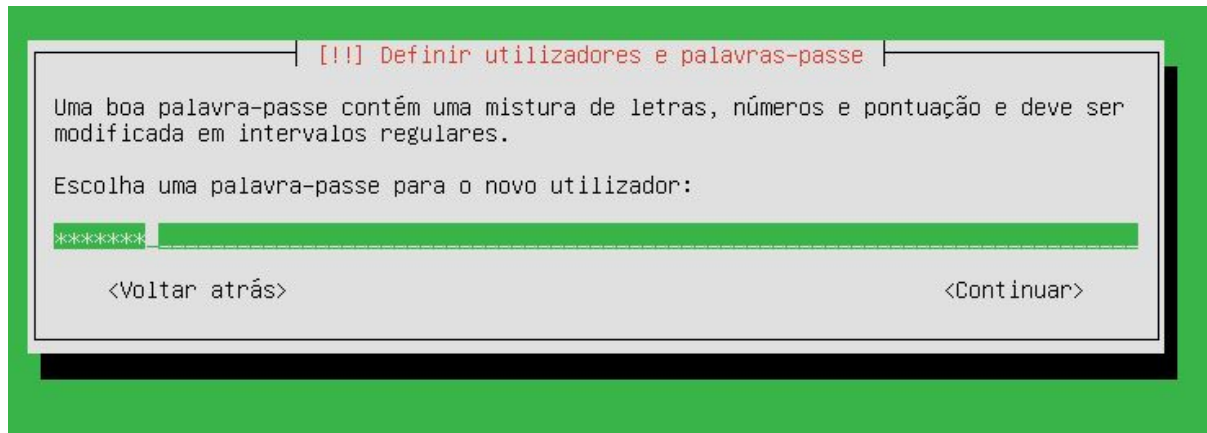 [!!] Definir utilizadores e palavras-passe
Uma boa palavra-passe contém uma mistura de letras, números e pontuação e deve ser
modificada em intervalos regulares.
Escolha uma palavra-passe para o novo utilizador:
*******
<Voltar atrás> <Continuar>